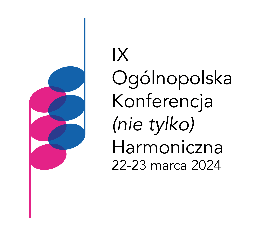 IX
Ogólnopolska
Konferencja
(nie tylko)
Harmoniczna
22-23 marca 2024